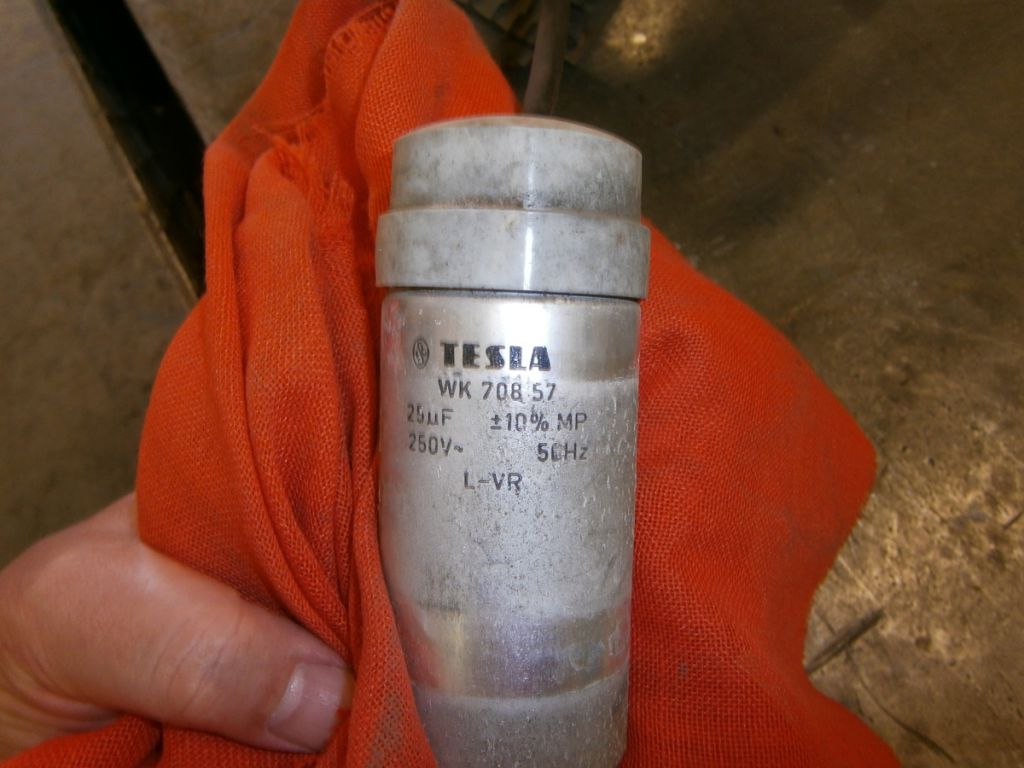 TESLA
WK 708 57
25µF ±10% MP
250V~ 50Hz
L-VR